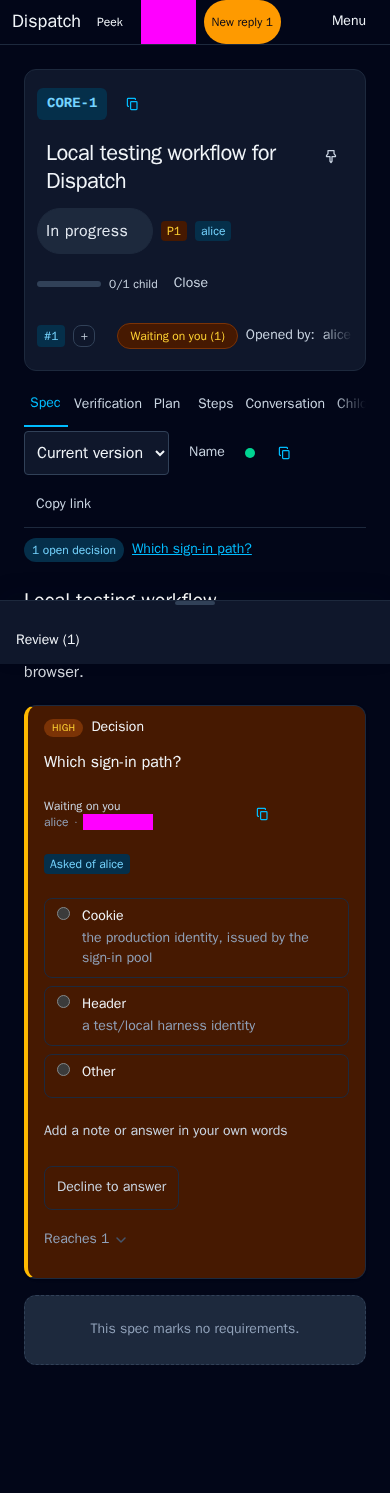 Dispatch Peek New reply 1 Menu
CORE-1
Local testing workflow for
Dispatch
In progress P1 alice
0/1 child Close
#1 + Waiting on you (1) Opened by: alice
Spec Verification Plan Steps Conversation
Current version Name
Copy link
1 open decision Which sign-in path?
Local testing workflow
Review (1)
browser.
HIGH Decision
Which sign-in path?
Waiting on you
alice ·
Asked of alice
Cookie
the production identity, issued by the
sign-in pool
Header
a test/local harness identity
Other
Add a note or answer in your own words
Decline to answer
Reaches 1
This spec marks no requirements.